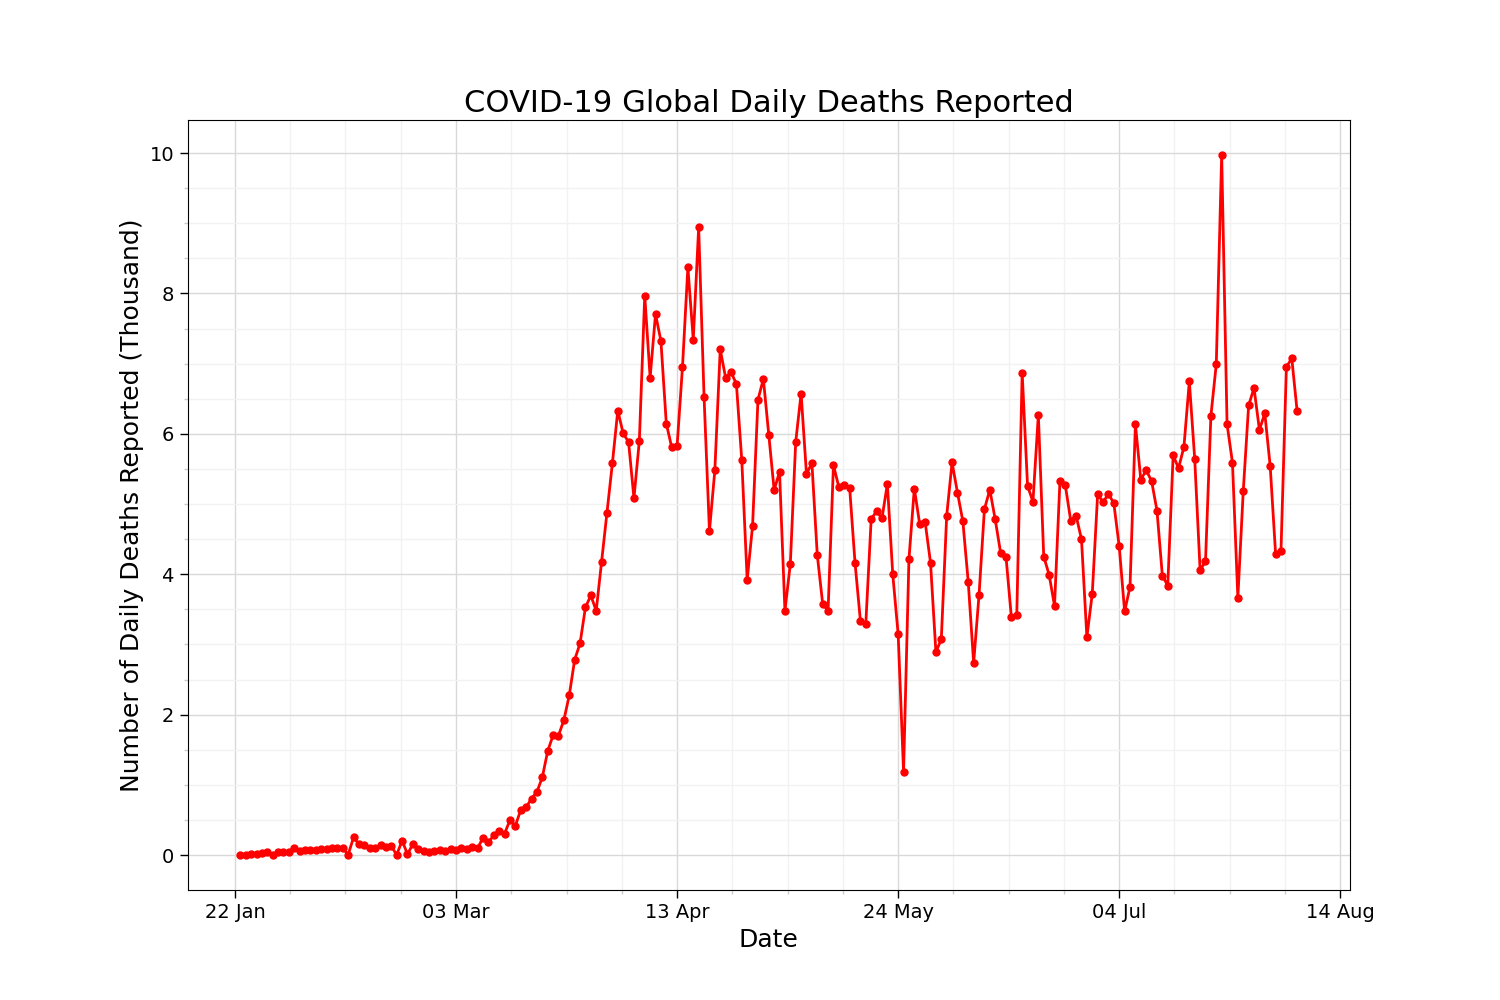 COVID-19 Global Daily Deaths Reported
Number of Daily Deaths Reported (Thousand)
10
8
6
4
2
0
22 Jan 03 Mar 13 Apr 24 May 04 Jul 14 Aug
Date